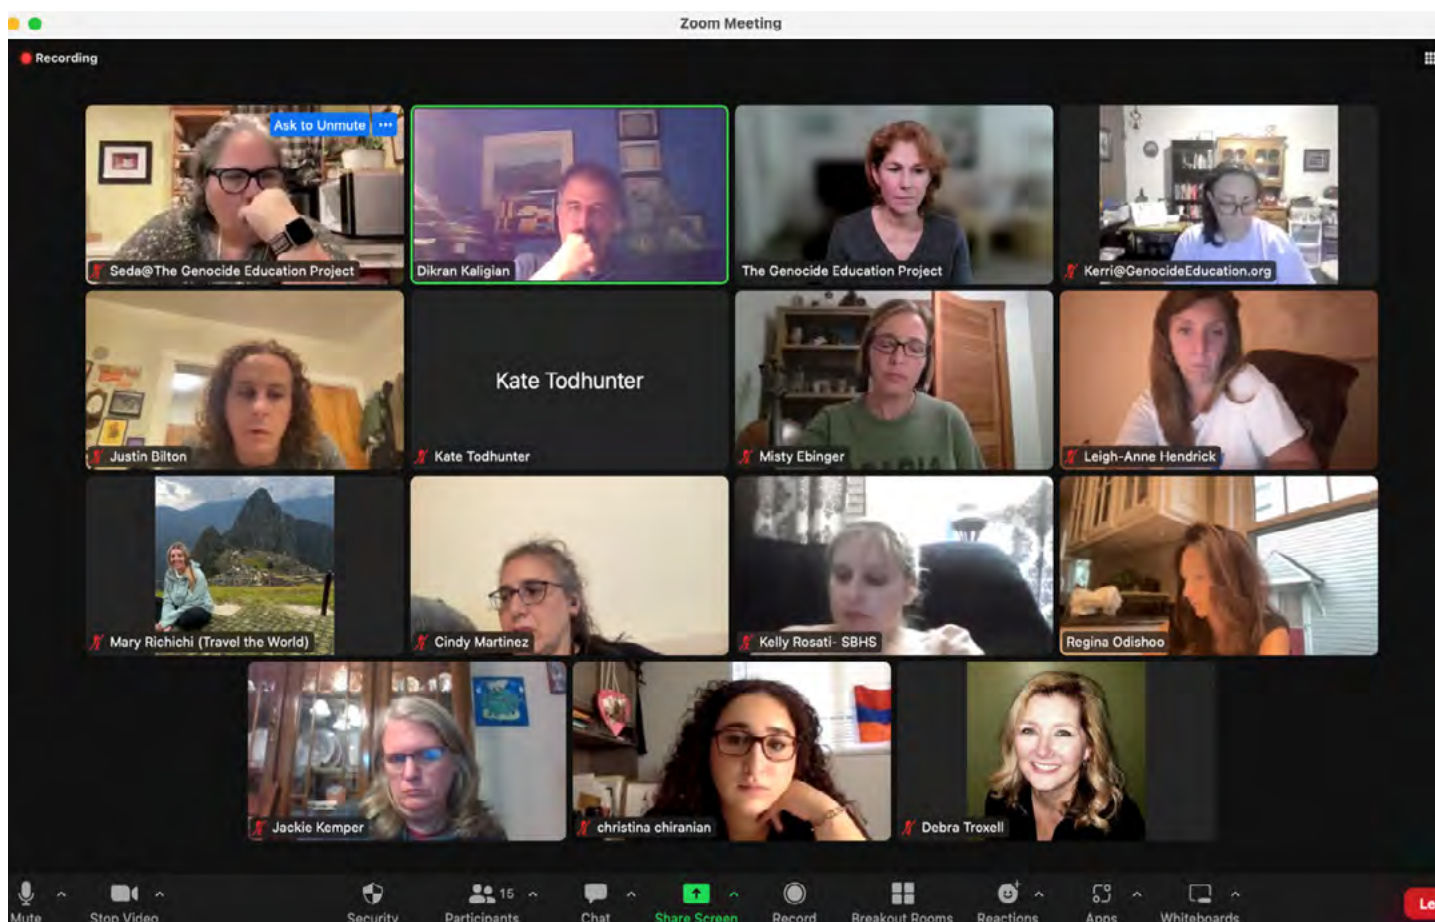 Zoom Meeting
Recording
Ask to Unmute
Seda@The Genocide Education Project
Dikran Kaligian
The Genocide Education Project
Kerri@GenocideEducation.org
Justin Bilton
Kate Todhunter
Kate Todhunter
Misty Ebinger
Leigh-Anne Hendrick
Mary Richichi (Travel the World)
Cindy Martinez
Kelly Rosati- SBHS
Regina Odishoo
Jackie Kemper
christina chiranian
Debra Troxell
15
Le
Mute
Stop Video
Security
Participants
Chat
Share Screen
Record
Breakout Rooms
Reactions
Apps
Whiteboards